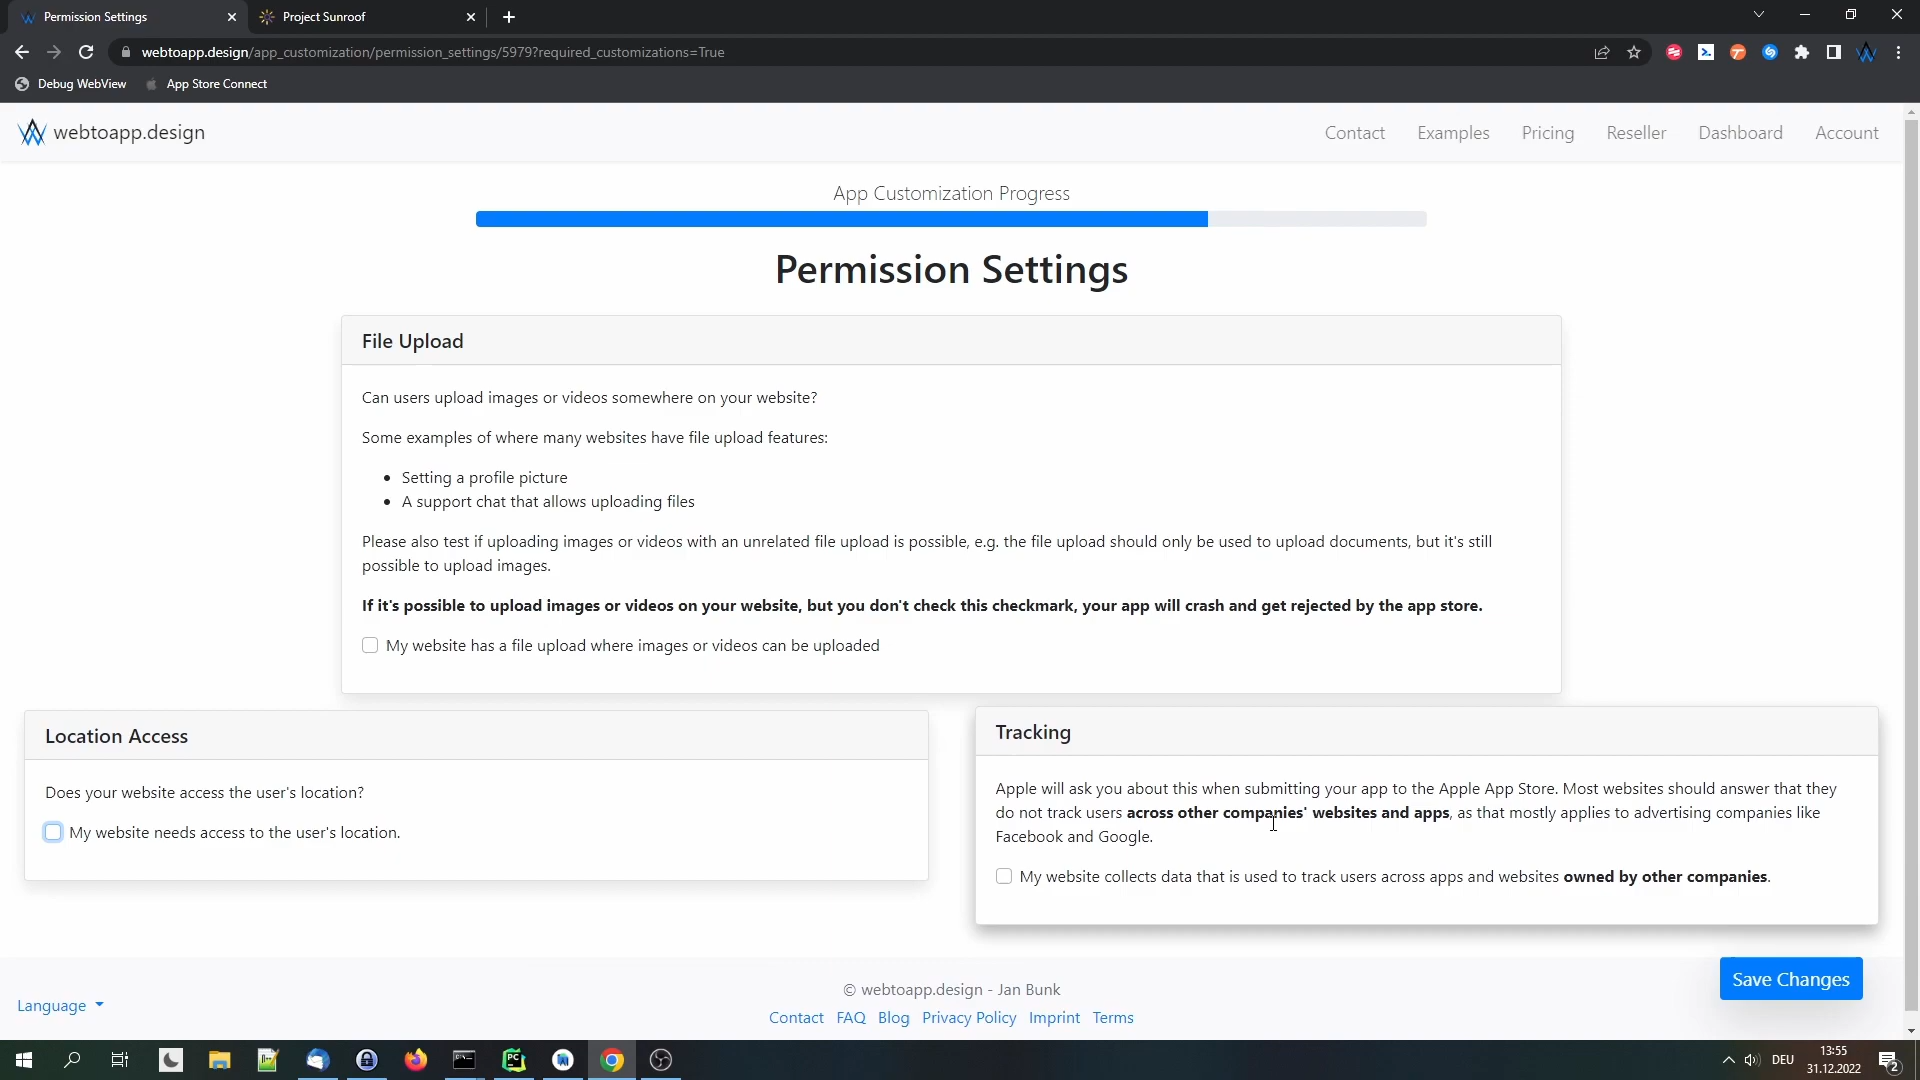 Permission Settings
Project Sunroof
webtoapp.design/app_customization/permission_settings/5979?required_customizations=True
Debug WebView
App Store Connect
webtoapp.design
Contact
Examples
Pricing
Reseller
Dashboard
Account
App Customization Progress
Permission Settings
File Upload
Can users upload images or videos somewhere on your website?
Some examples of where many websites have file upload features:
• Setting a profile picture
• A support chat that allows uploading files
Please also test if uploading images or videos with an unrelated file upload is possible, e.g. the file upload should only be used to upload documents, but it's still
possible to upload images.
If it's possible to upload images or videos on your website, but you don't check this checkmark, your app will crash and get rejected by the app store.
My website has a file upload where images or videos can be uploaded
Location Access
Does your website access the user's location?
My website needs access to the user's location.
Tracking
Apple will ask you about this when submitting your app to the Apple App Store. Most websites should answer that they
do not track users across other companies' websites and apps, as that mostly applies to advertising companies like
Facebook and Google.
My website collects data that is used to track users across apps and websites owned by other companies.
Save Changes
Language
© webtoapp.design - Jan Bunk
Contact
FAQ
Blog
Privacy Policy
Imprint
Terms
DEU
13:55
31.12.2022
2